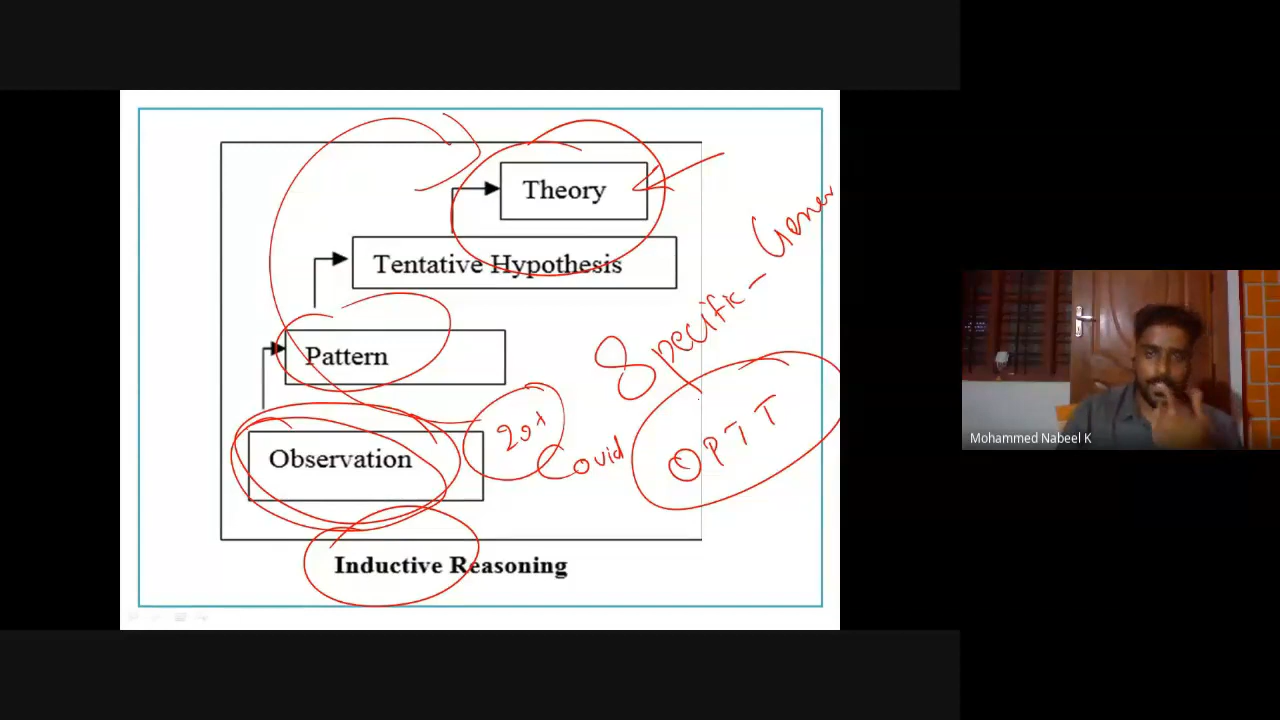 Theory
Tentative Hypothesis
Specific - Gener
Pattern
Observation
Covid
OPTT
Inductive Reasoning
Mohammed Nabeel K